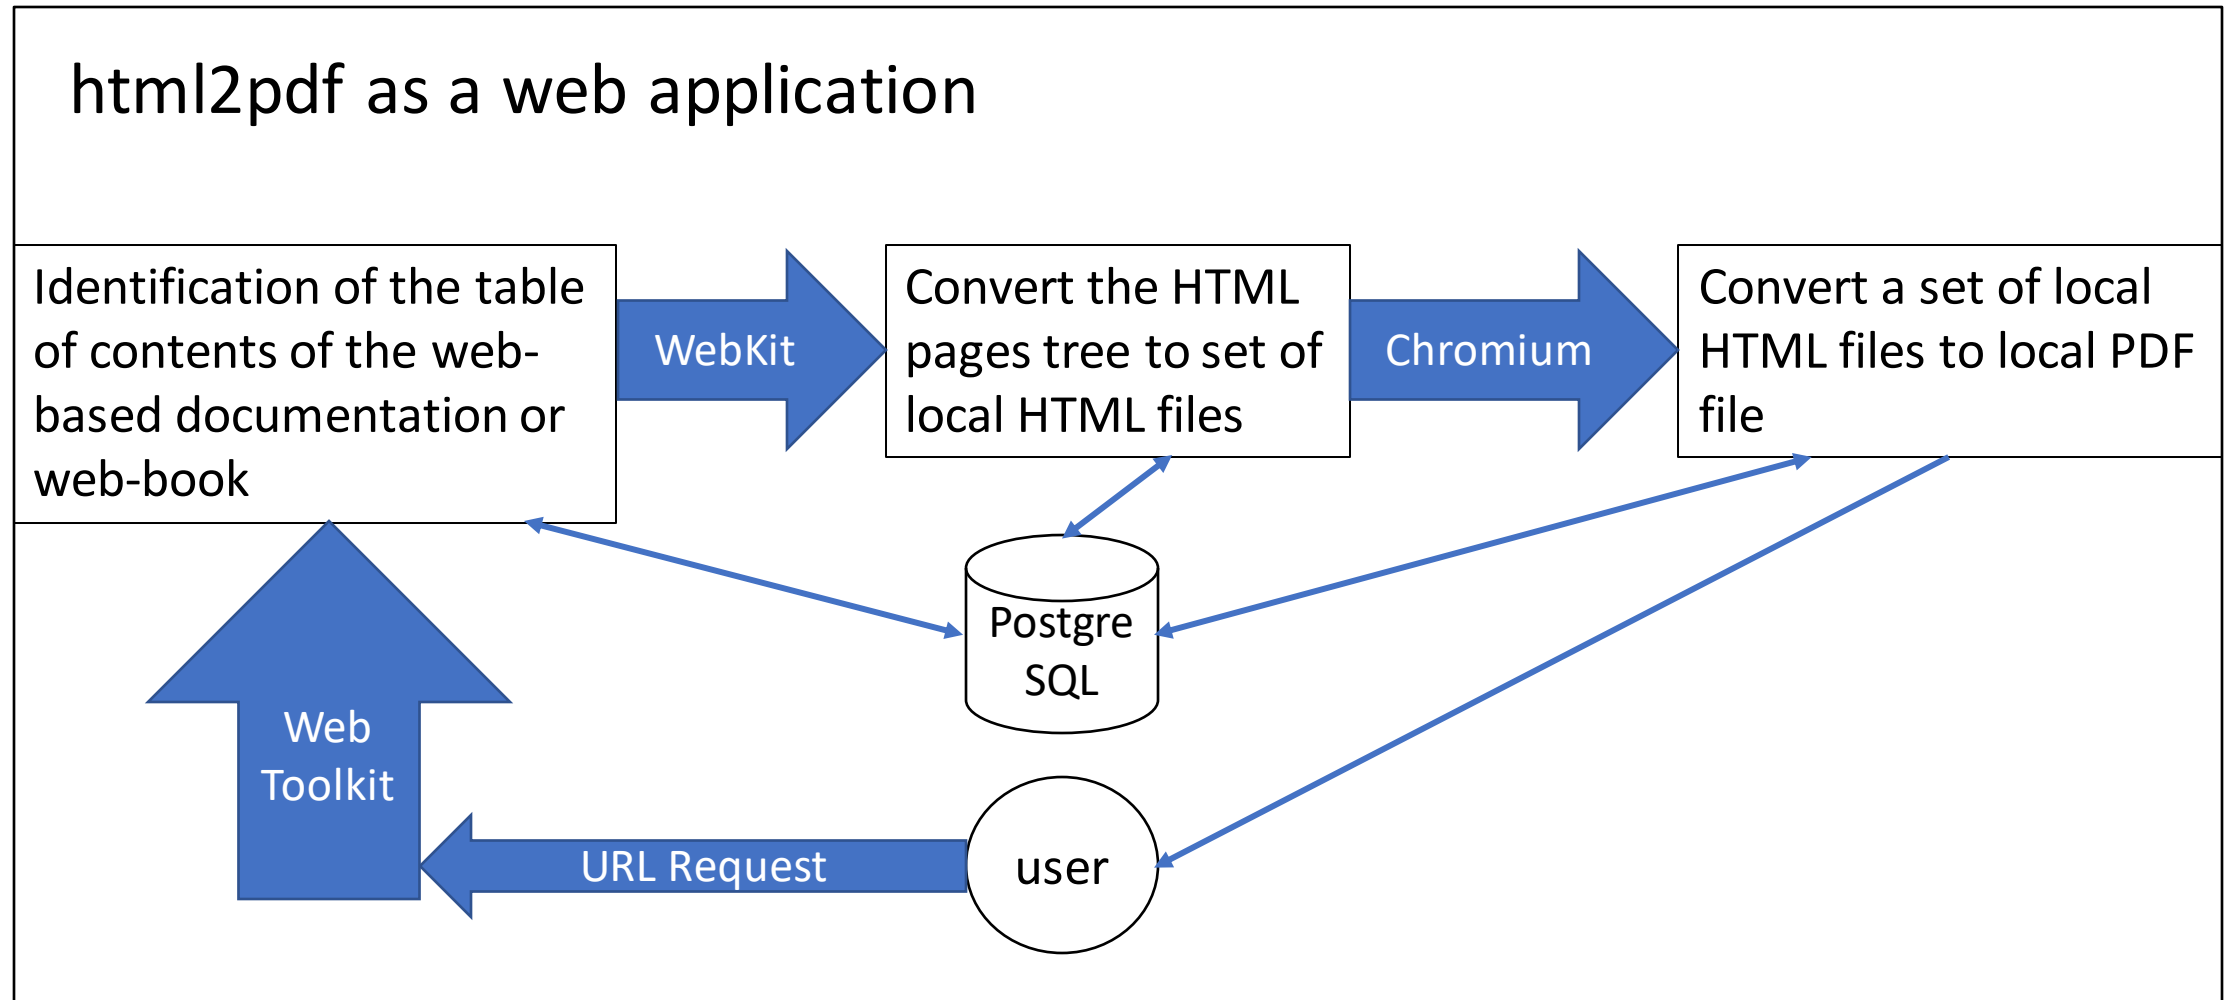 html2pdf as a web application
Identification of the table
of contents of the web-
based documentation or
web-book
WebKit
Convert the HTML
pages tree to set of
local HTML files
Chromium
Convert a set of local
HTML files to local PDF
file
Postgre
SQL
Web
Toolkit
URL Request
user